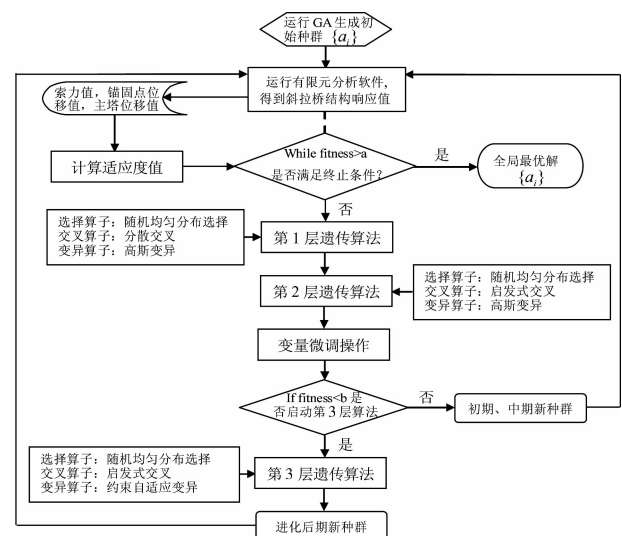 运行 GA 生成初
始种群 {aᵢ}
运行有限元分析软件，
得到斜拉桥结构响应值
索力值，锚固点位
移值，主塔位移值
计算适应度值
While fitness>a
是否满足终止条件？
是
全局最优解
{aᵢ}
否
选择算子：随机均匀分布选择
交叉算子：分散交叉
变异算子：高斯变异
第 1 层遗传算法
第 2 层遗传算法
选择算子：随机均匀分布选择
交叉算子：启发式交叉
变异算子：高斯变异
变量微调操作
If fitness<b 是
否启动第 3 层算法
否
初期、中期新种群
是
选择算子：随机均匀分布选择
交叉算子：启发式交叉
变异算子：约束自适应变异
第 3 层遗传算法
进化后期新种群